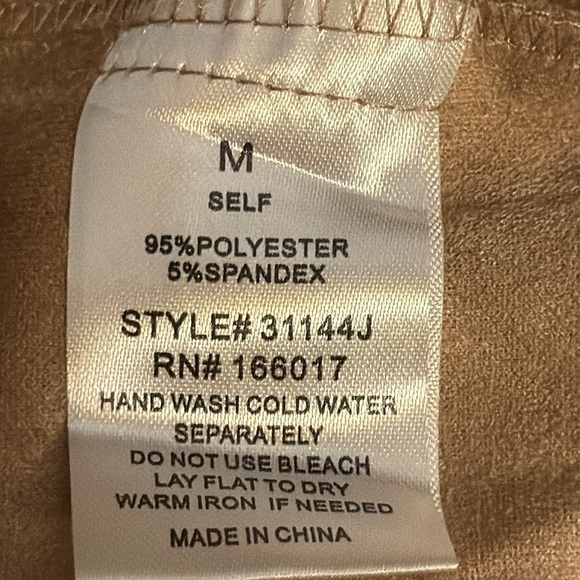 M
SELF
95%POLYESTER
5%SPANDEX
STYLE# 31144J
RN# 166017
HAND WASH COLD WATER
SEPARATELY
DO NOT USE BLEACH
LAY FLAT TO DRY
WARM IRON IF NEEDED
MADE IN CHINA